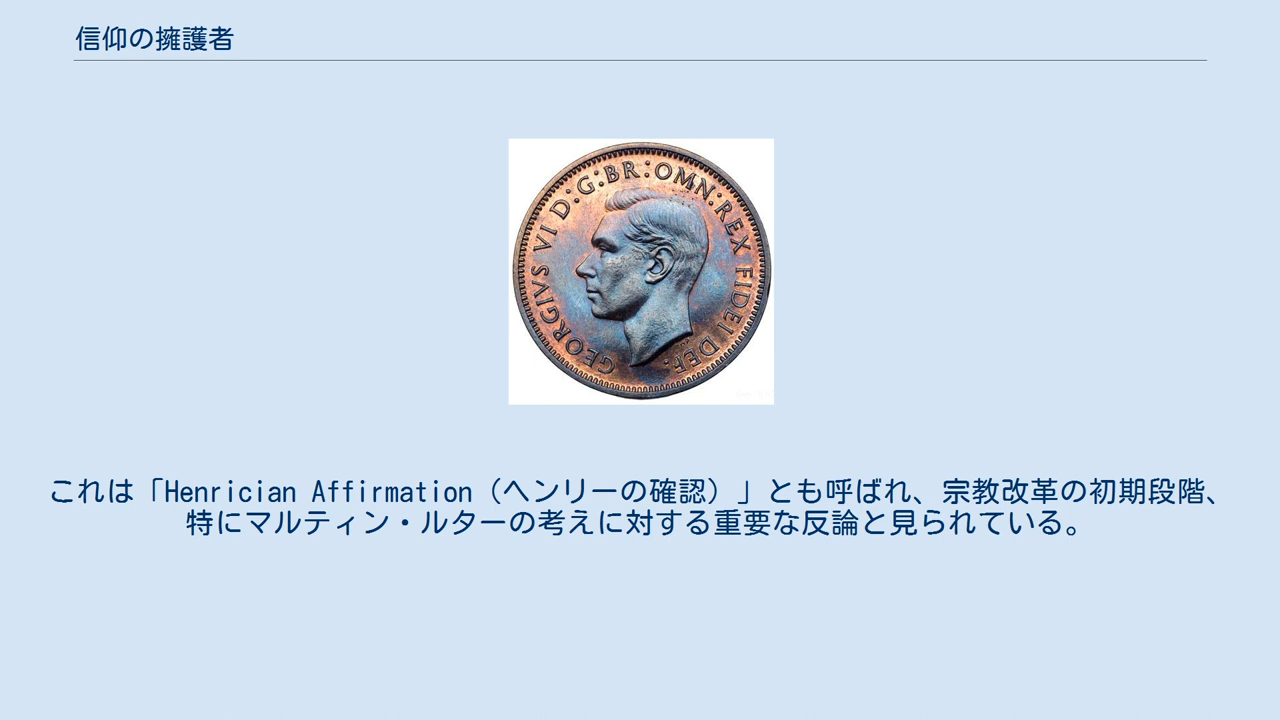 信仰の擁護者
GEORGIVS VI D:G:BR:OMN:REX FIDEI DEF:
これは「Henrician Affirmation（ヘンリーの確認）」とも呼ばれ、宗教改革の初期段階、
特にマルティン・ルターの考えに対する重要な反論と見られている。